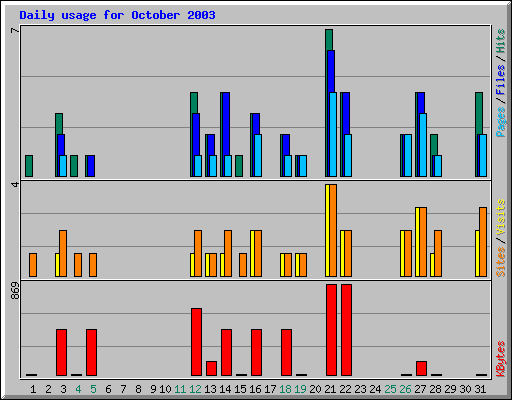 Daily usage for October 2003
7
4
869
Pages / Files / Hits
Sites / Visits
KBytes
1 2 3 4 5 6 7 8 9 10 11 12 13 14 15 16 17 18 19 20 21 22 23 24 25 26 27 28 29 30 31